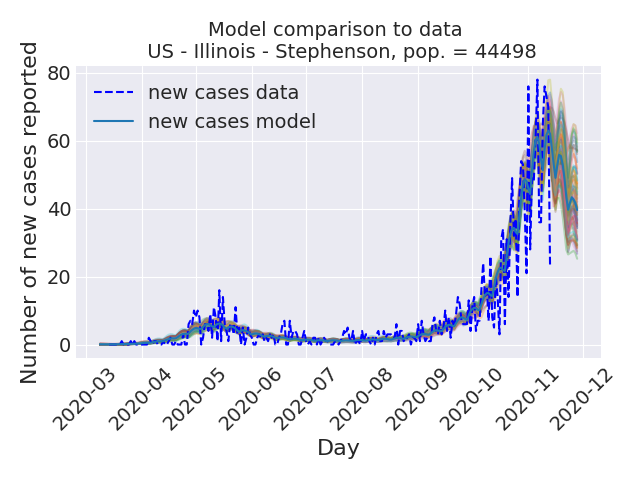 Model comparison to data
US - Illinois - Stephenson, pop. = 44498
new cases data
new cases model
Number of new cases reported
80
60
40
20
0
2020-03
2020-04
2020-05
2020-06
2020-07
2020-08
2020-09
2020-10
2020-11
2020-12
Day